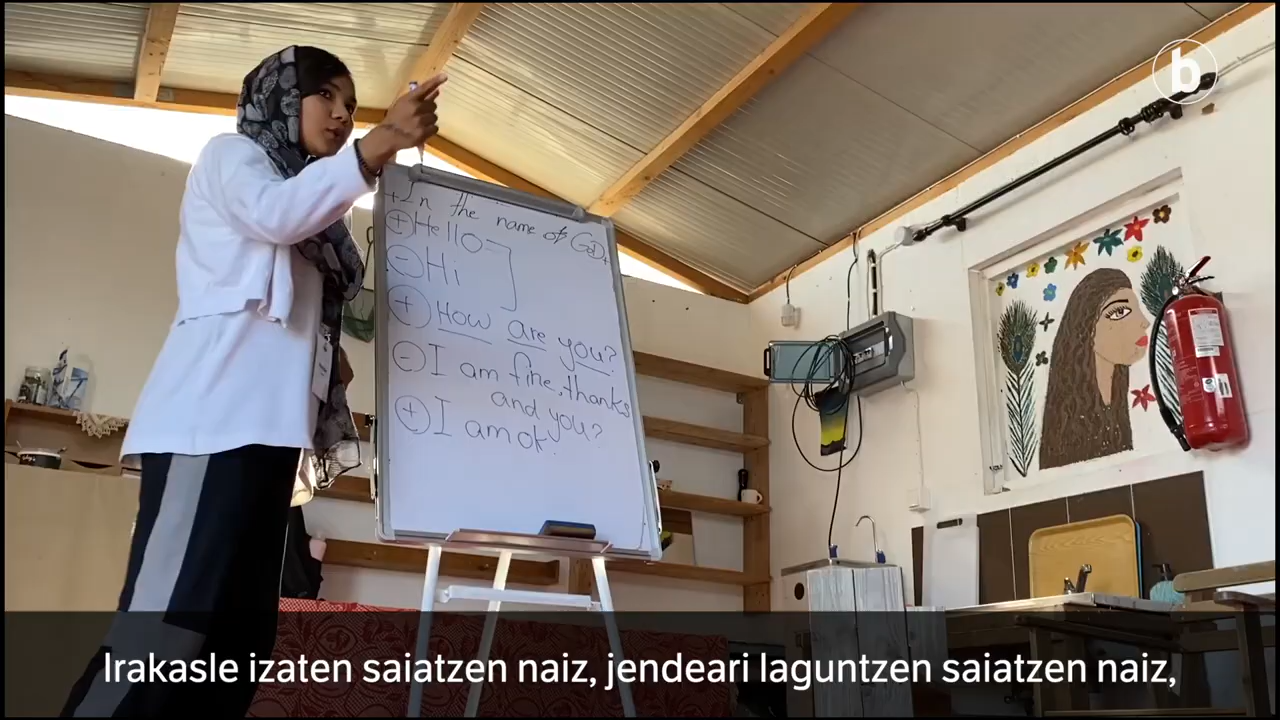 b
+In the name of GOD+
+ Hello
- Hi
+ How are you?
- I am fine, thanks
and you?
+ I am ok.
Irakasle izaten saiatzen naiz, jendeari laguntzen saiatzen naiz,